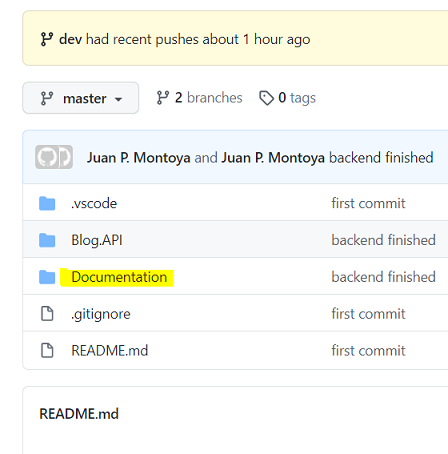 dev had recent pushes about 1 hour ago
master 2 branches 0 tags
Juan P. Montoya and Juan P. Montoya backend finished
.vscode first commit
Blog.API backend finished
Documentation backend finished
.gitignore first commit
README.md first commit
README.md